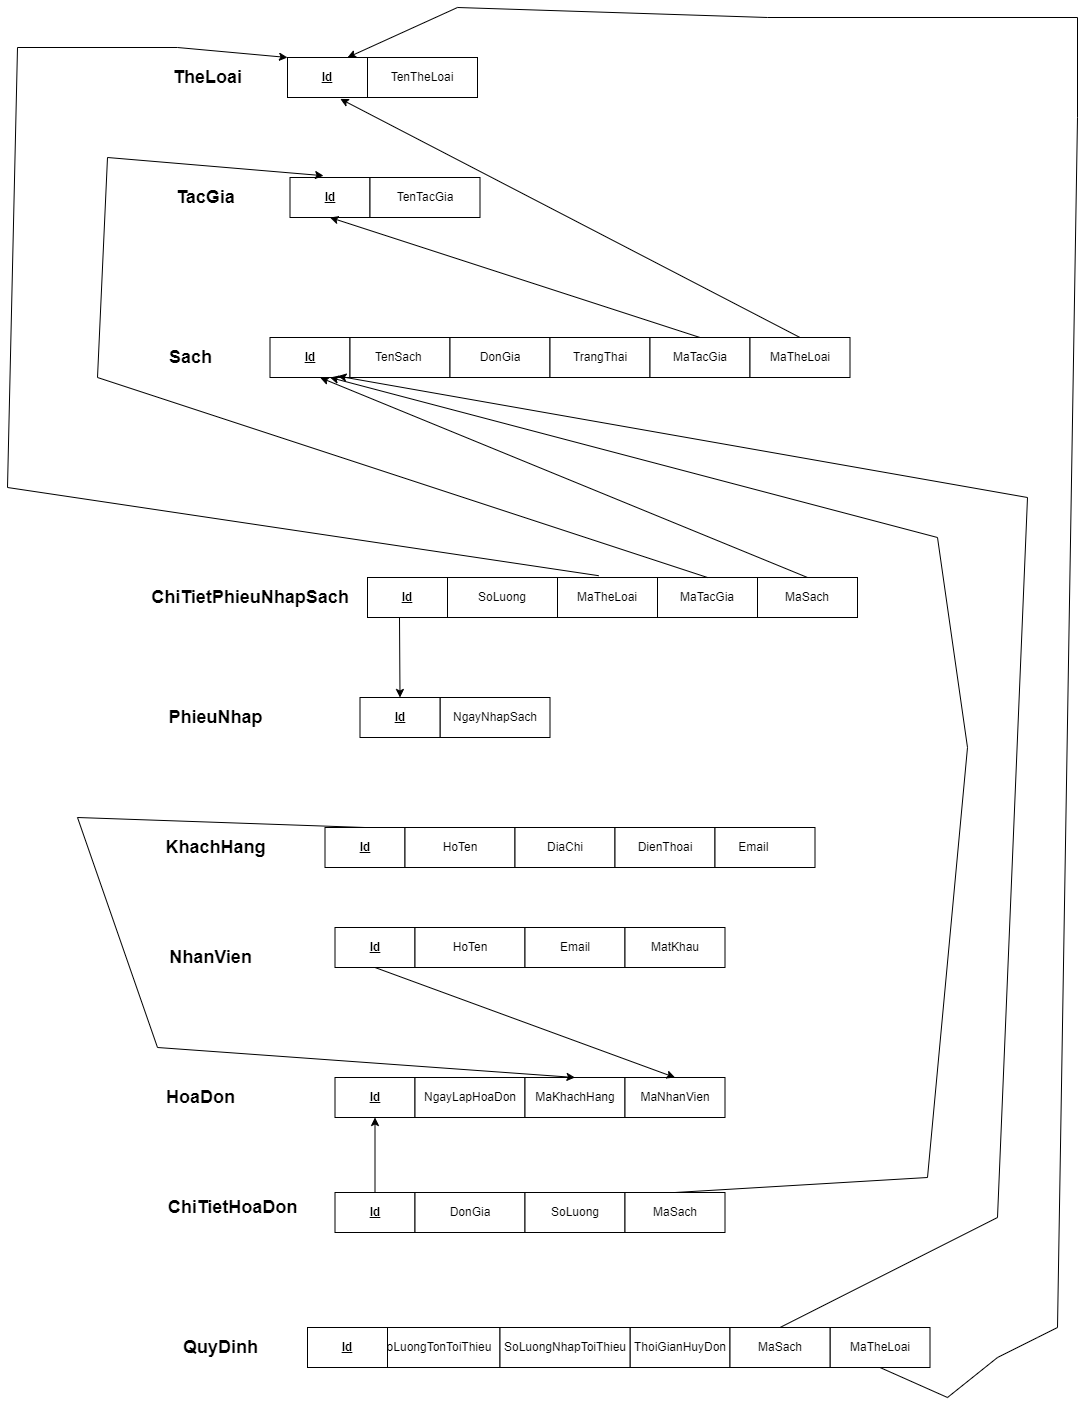 TheLoai Id TenTheLoai
TacGia Id TenTacGia
Sach Id TenSach DonGia TrangThai MaTacGia MaTheLoai
ChiTietPhieuNhapSach Id SoLuong MaTheLoai MaTacGia MaSach
PhieuNhap Id NgayNhapSach
KhachHang Id HoTen DiaChi DienThoai Email
NhanVien Id HoTen Email MatKhau
HoaDon Id NgayLapHoaDon MaKhachHang MaNhanVien
ChiTietHoaDon Id DonGia SoLuong MaSach
QuyDinh Id oLuongTonToiThieu SoLuongNhapToiThieu ThoiGianHuyDon MaSach MaTheLoai